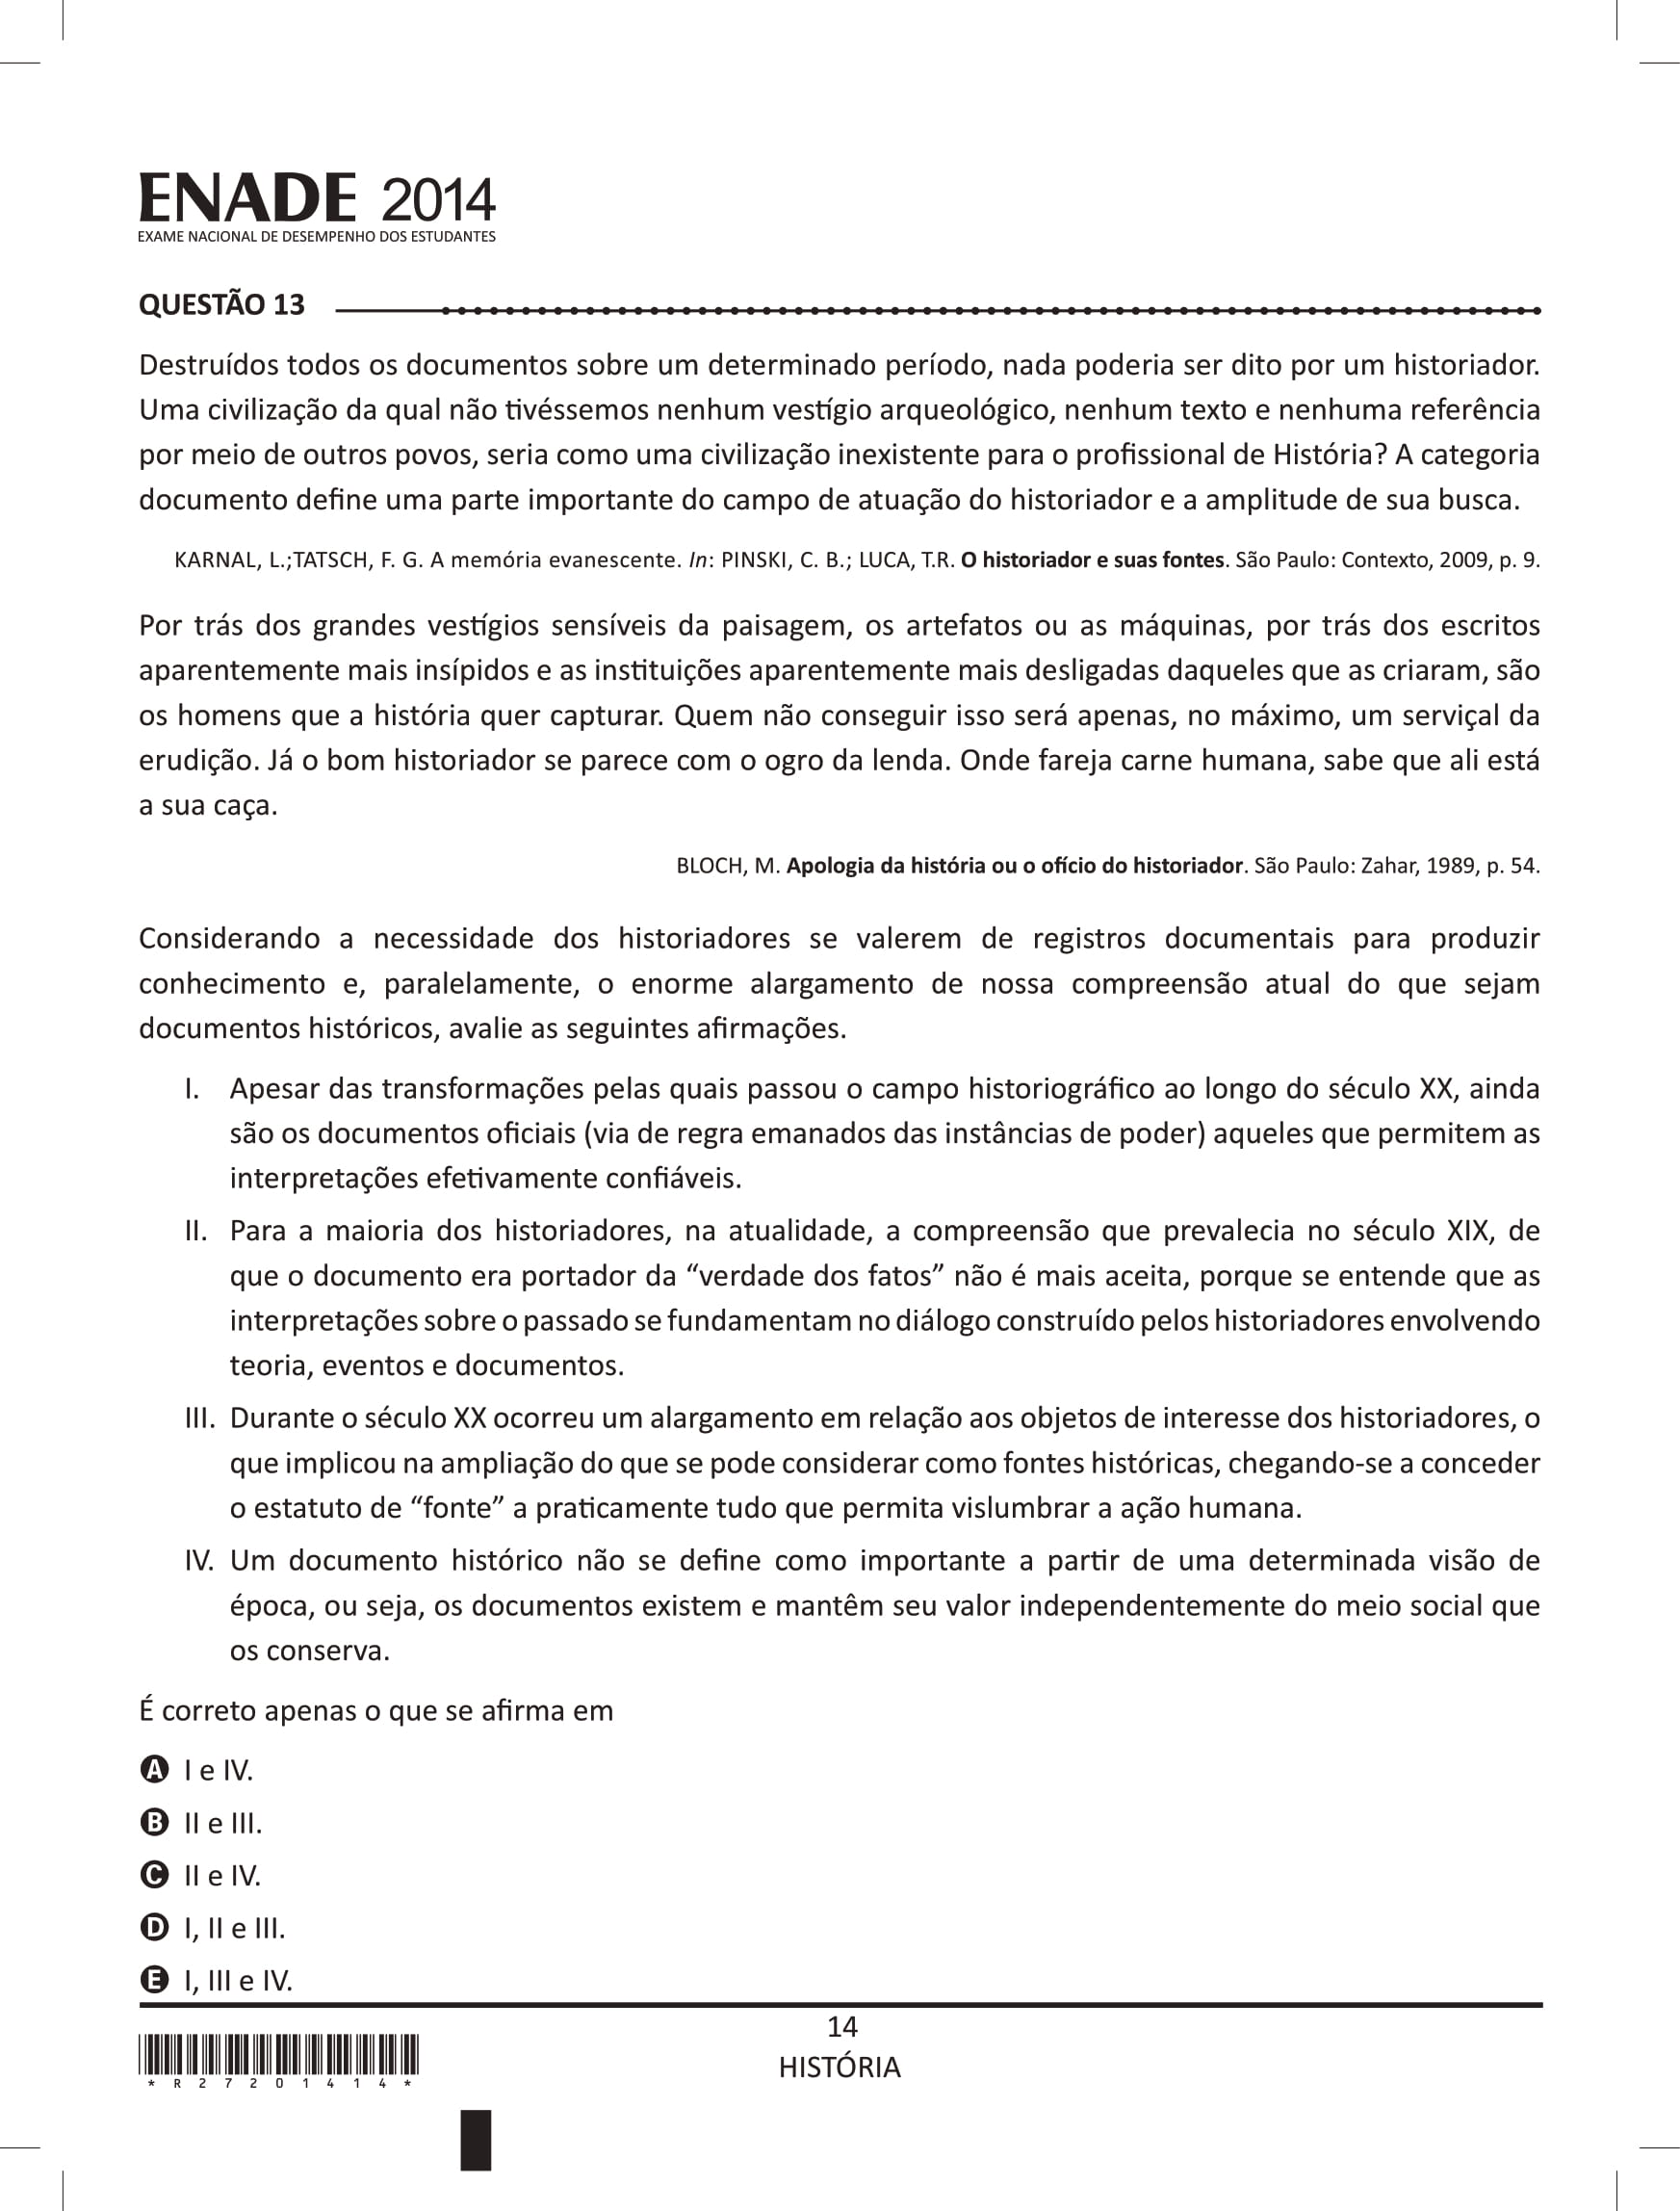 ENADE 2014
EXAME NACIONAL DE DESEMPENHO DOS ESTUDANTES
QUESTÃO 13
Destruídos todos os documentos sobre um determinado período, nada poderia ser dito por um historiador.
Uma civilização da qual não tivéssemos nenhum vestígio arqueológico, nenhum texto e nenhuma referência
por meio de outros povos, seria como uma civilização inexistente para o profissional de História? A categoria
documento define uma parte importante do campo de atuação do historiador e a amplitude de sua busca.
KARNAL, L.;TATSCH, F. G. A memória evanescente. In: PINSKI, C. B.; LUCA, T.R. O historiador e suas fontes. São Paulo: Contexto, 2009, p. 9.
Por trás dos grandes vestígios sensíveis da paisagem, os artefatos ou as máquinas, por trás dos escritos
aparentemente mais insípidos e as instituições aparentemente mais desligadas daqueles que as criaram, são
os homens que a história quer capturar. Quem não conseguir isso será apenas, no máximo, um serviçal da
erudição. Já o bom historiador se parece com o ogro da lenda. Onde fareja carne humana, sabe que ali está
a sua caça.
BLOCH, M. Apologia da história ou o ofício do historiador. São Paulo: Zahar, 1989, p. 54.
Considerando a necessidade dos historiadores se valerem de registros documentais para produzir
conhecimento e, paralelamente, o enorme alargamento de nossa compreensão atual do que sejam
documentos históricos, avalie as seguintes afirmações.
I. Apesar das transformações pelas quais passou o campo historiográfico ao longo do século XX, ainda
são os documentos oficiais (via de regra emanados das instâncias de poder) aqueles que permitem as
interpretações efetivamente confiáveis.
II. Para a maioria dos historiadores, na atualidade, a compreensão que prevalecia no século XIX, de
que o documento era portador da “verdade dos fatos” não é mais aceita, porque se entende que as
interpretações sobre o passado se fundamentam no diálogo construído pelos historiadores envolvendo
teoria, eventos e documentos.
III. Durante o século XX ocorreu um alargamento em relação aos objetos de interesse dos historiadores, o
que implicou na ampliação do que se pode considerar como fontes históricas, chegando-se a conceder
o estatuto de “fonte” a praticamente tudo que permita vislumbrar a ação humana.
IV. Um documento histórico não se define como importante a partir de uma determinada visão de
época, ou seja, os documentos existem e mantêm seu valor independentemente do meio social que
os conserva.
É correto apenas o que se afirma em
A I e IV.
B II e III.
C II e IV.
D I, II e III.
E I, III e IV.
14
HISTÓRIA
* R 2 7 2 0 1 4 1 4 *